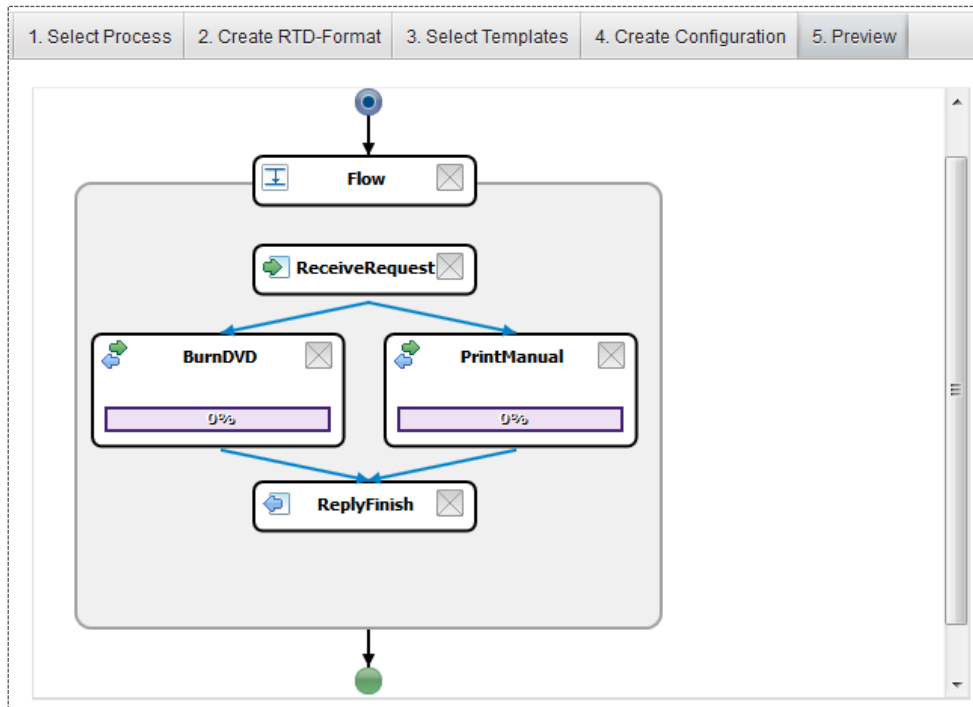 1. Select Process 2. Create RTD-Format 3. Select Templates 4. Create Configuration 5. Preview
Flow
ReceiveRequest
BurnDVD PrintManual
0% 0%
ReplyFinish